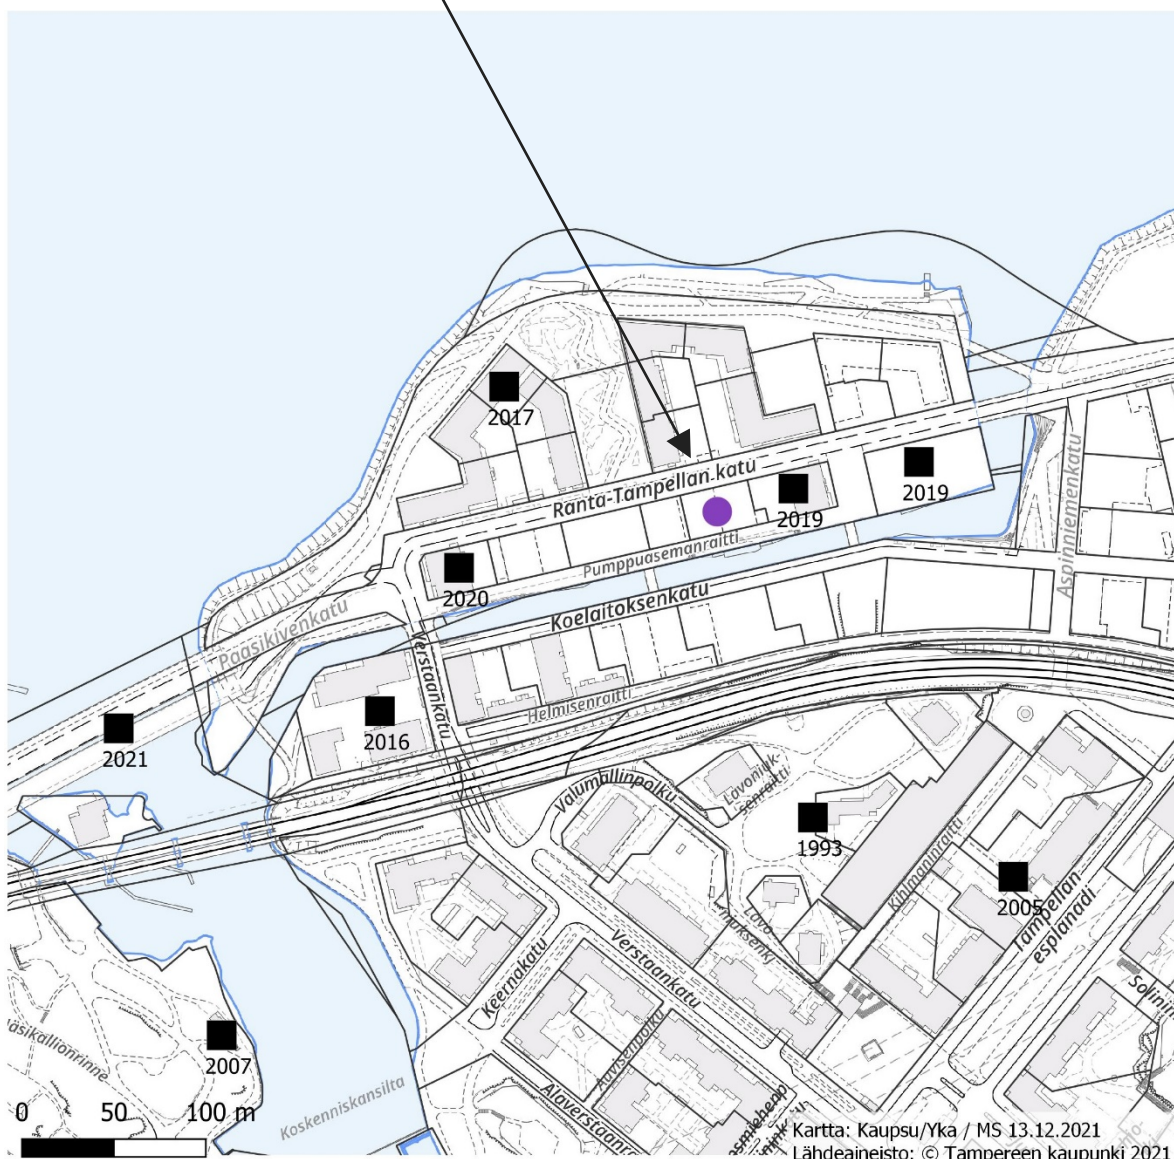 2017
Ranta-Tampellan katu
2019
2019
Aspinniemenkatu
Pumppuasemanraitti
2020
Koelaitoksenkatu
Paasikivenkatu
Verstaankatu
Helmisenraitti
2016
2021
Valumallinpolku
1993
Kihlmaninraitti
2005
Tampellan
esplanadi
Verstaankatu
Keernakatu
2007
Koskenniskansilta
0 50 100 m
Kartta: Kaupsu/Yka / MS 13.12.2021
Lähdeaineisto: © Tampereen kaupunki 2021